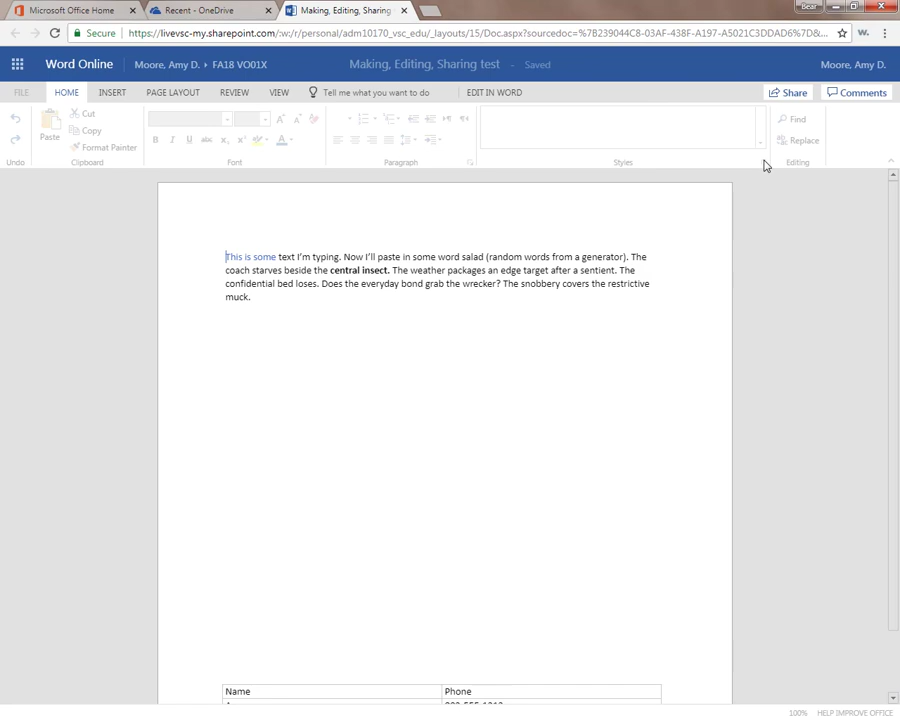 Microsoft Office Home
Recent - OneDrive
Making, Editing, Sharing
Bear
Secure
https://livevsc-my.sharepoint.com/:w:/r/personal/adm10170_vsc_edu/_layouts/15/Doc.aspx?sourcedoc=%7B239044C8-03AF-438F-A197-A5021C3DDAD6%7D&...
W.
Word Online
Moore, Amy D. ▸ FA18 VO01X
Making, Editing, Sharing test - Saved
Moore, Amy D.
FILE HOME INSERT PAGE LAYOUT REVIEW VIEW Tell me what you want to do EDIT IN WORD Share Comments
Paste
Cut
Copy
Format Painter
B I U abc x₂ x² A
Find
Replace
Undo Clipboard Font Paragraph Styles Editing
This is some text I'm typing. Now I'll paste in some word salad (random words from a generator). The
coach starves beside the central insect. The weather packages an edge target after a sentient. The
confidential bed loses. Does the everyday bond grab the wrecker? The snobbery covers the restrictive
muck.
Name Phone
100% HELP IMPROVE OFFICE